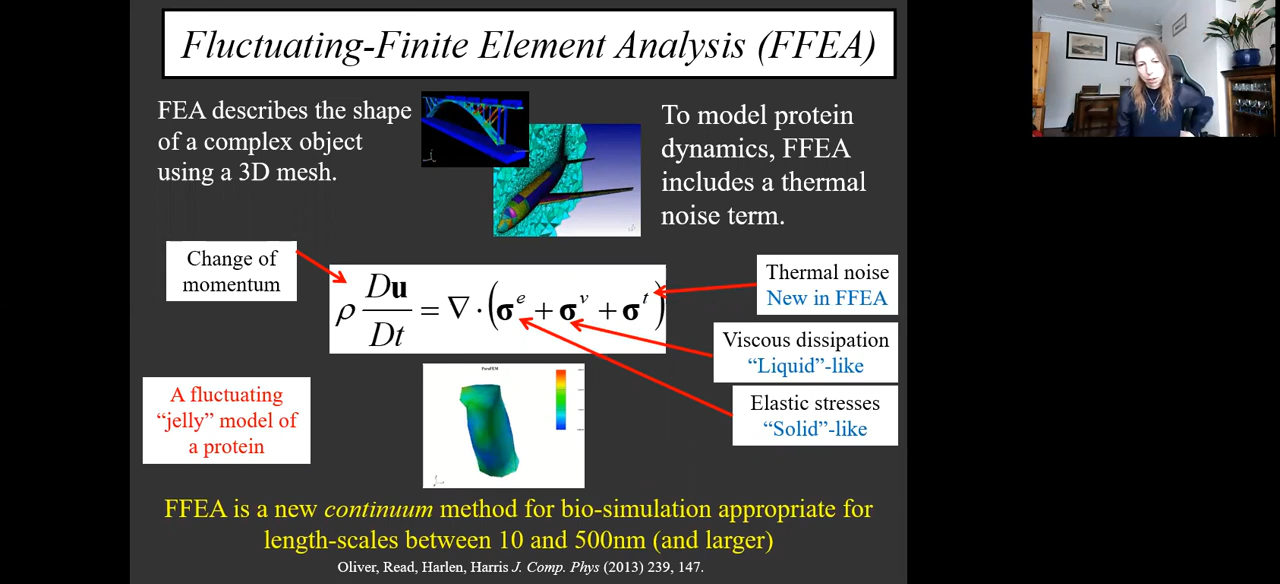 Fluctuating-Finite Element Analysis (FFEA)
FEA describes the shape
of a complex object
using a 3D mesh.
To model protein
dynamics, FFEA
includes a thermal
noise term.
Change of
momentum
ρ Du/Dt = ∇ · (σ^e + σ^v + σ^t)
Thermal noise
New in FFEA
Viscous dissipation
“Liquid”-like
Elastic stresses
“Solid”-like
A fluctuating
“jelly” model of
a protein
FFEA is a new continuum method for bio-simulation appropriate for
length-scales between 10 and 500nm (and larger)
Oliver, Read, Harlen, Harris J. Comp. Phys (2013) 239, 147.